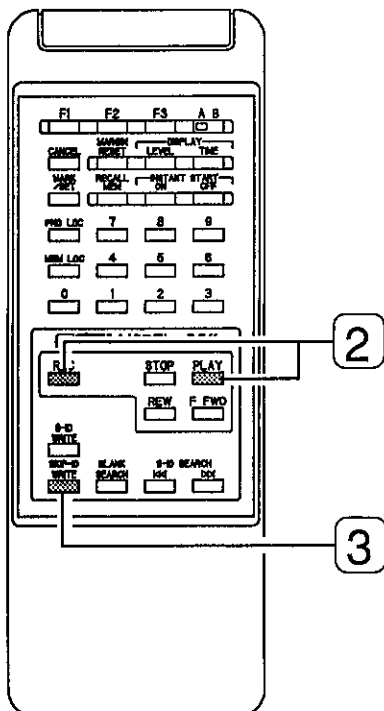 F1 F2 F3 A B
CANCEL MARGIN RESET DISPLAY LEVEL TIME
MARK /SET RECALL MEM INSTANT START ON OFF
PNO LOC 7 8 9
MEM LOC 4 5 6
0 1 2 3
STOP PLAY
REW F FWD
S-ID WRITE
SKIP-ID WRITE BLANK SEARCH S-ID SEARCH
2
3